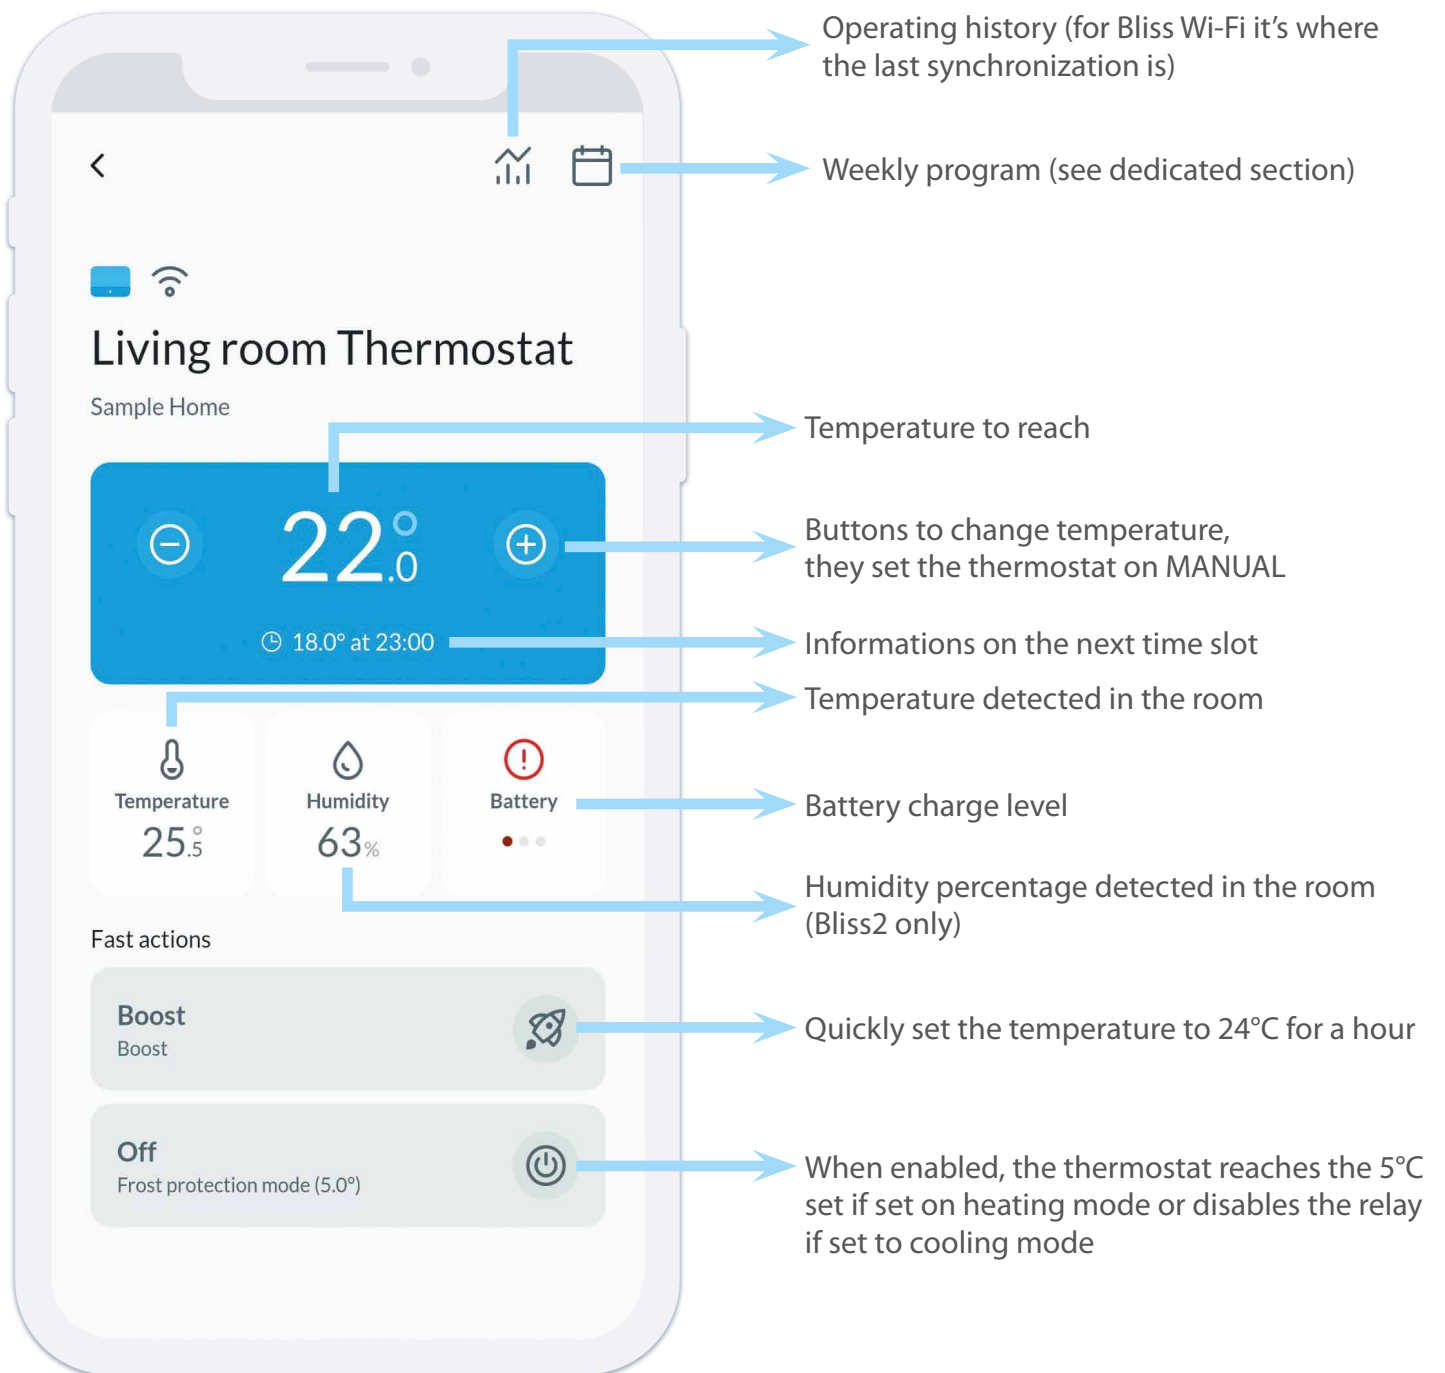 Operating history (for Bliss Wi-Fi it's where
the last synchronization is)
Weekly program (see dedicated section)
Living room Thermostat
Sample Home
Temperature to reach
22.0°
Buttons to change temperature,
they set the thermostat on MANUAL
18.0° at 23:00
Informations on the next time slot
Temperature detected in the room
Temperature
25.5°
Humidity
63%
Battery
Battery charge level
Humidity percentage detected in the room
(Bliss2 only)
Fast actions
Boost
Boost
Quickly set the temperature to 24°C for a hour
Off
Frost protection mode (5.0°)
When enabled, the thermostat reaches the 5°C
set if set on heating mode or disables the relay
if set to cooling mode